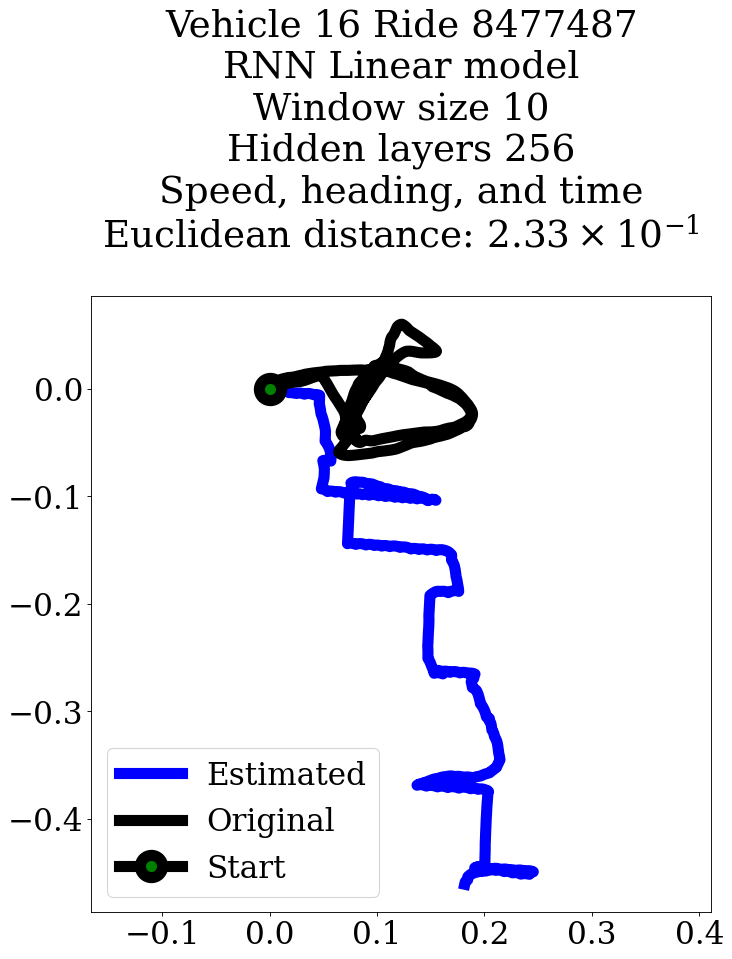 Vehicle 16 Ride 8477487
RNN Linear model
Window size 10
Hidden layers 256
Speed, heading, and time
Euclidean distance: 2.33 × 10⁻¹
0.0
−0.1
−0.2
−0.3
−0.4
Estimated
Original
Start
−0.1 0.0 0.1 0.2 0.3 0.4